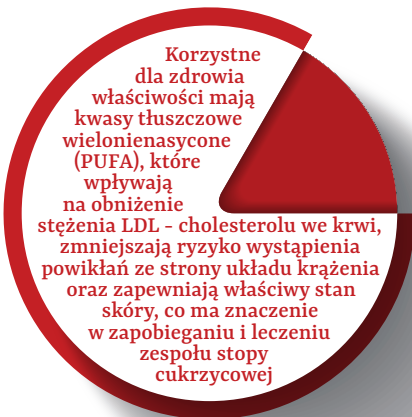 Korzystne
dla zdrowia
właściwości mają
kwasy tłuszczowe
wielonienasycone
(PUFA), które
wpływają
na obniżenie
stężenia LDL - cholesterolu we krwi,
zmniejszają ryzyko wystąpienia
powikłań ze strony układu krążenia
oraz zapewniają właściwy stan
skóry, co ma znaczenie
w zapobieganiu i leczeniu
zespołu stopy
cukrzycowej